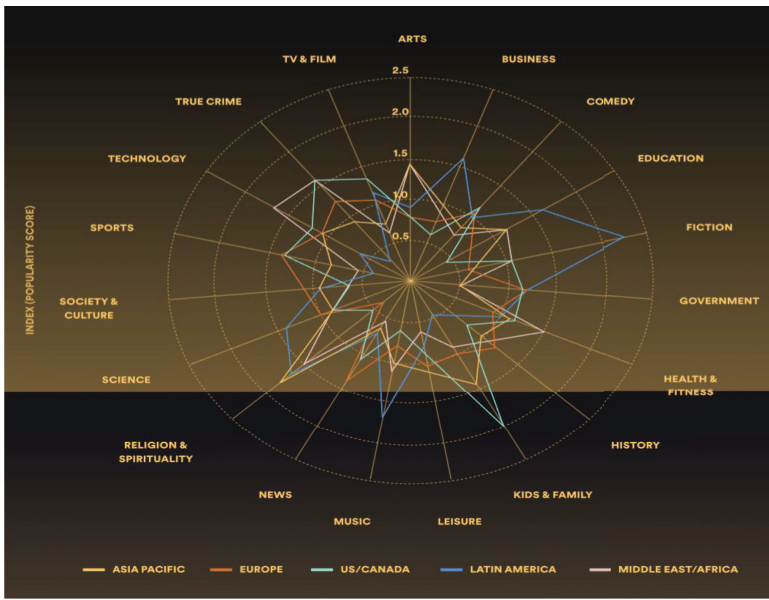 ARTS
TV & FILM
BUSINESS
2.5
TRUE CRIME
COMEDY
2.0
TECHNOLOGY
EDUCATION
1.5
1.0
SPORTS
FICTION
0.5
INDEX (POPULARITY SCORE)
SOCIETY &
CULTURE
GOVERNMENT
SCIENCE
HEALTH &
FITNESS
RELIGION &
SPIRITUALITY
HISTORY
NEWS
KIDS & FAMILY
MUSIC
LEISURE
ASIA PACIFIC
EUROPE
US/CANADA
LATIN AMERICA
MIDDLE EAST/AFRICA